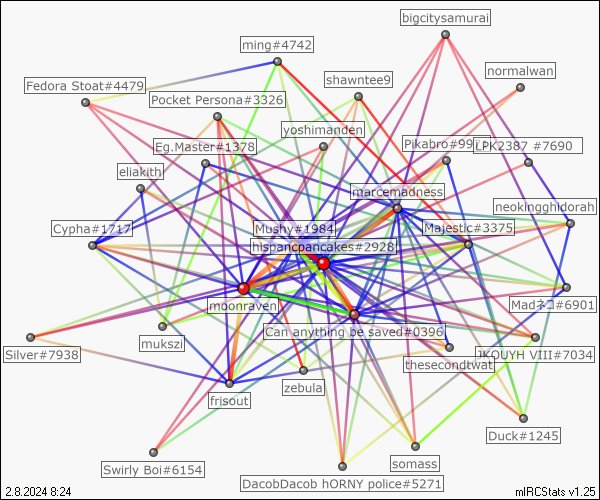 bigcitysamurai
ming#4742
normalwan
shawntee9
Fedora Stoat#4479
Pocket Persona#3326
yoshimanden
Pikabro#99
LPK2387 #7690
Eg.Master#1378
eliakith
marcemadness
neokingghidorah
Cypha#1717
Mushy#1984
Majestic#3375
hispancpancakes#2928
moonraven
Madネコ#6901
Can anything be saved#0396
mukszi
Silver#7938
JKOUYH VIII#7034
thesecondtwat
zebula
frisout
Duck#1245
Swirly Boi#6154
somass
DacobDacob hORNY police#5271
2.8.2024 8:24
mIRCStats v1.25